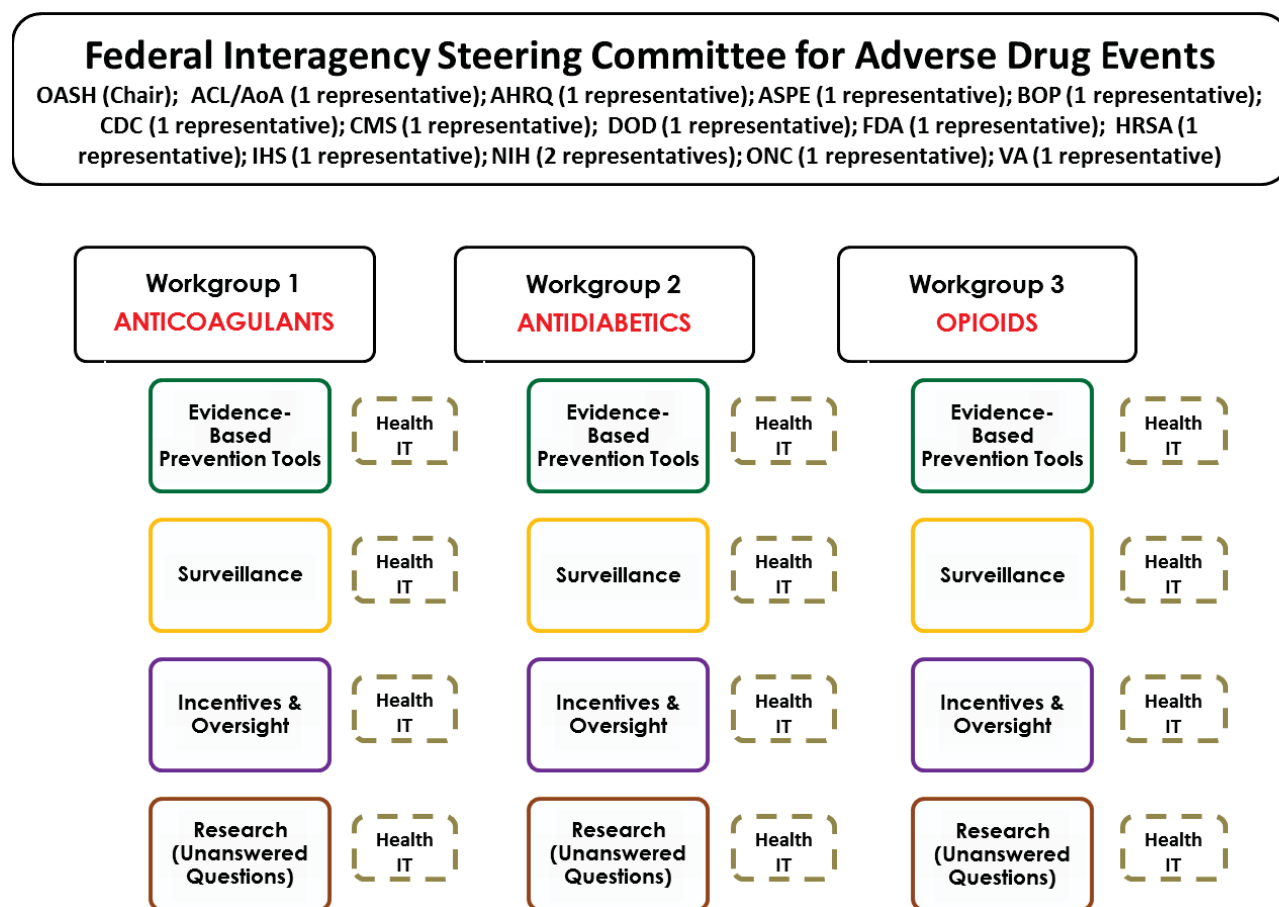 Federal Interagency Steering Committee for Adverse Drug Events
OASH (Chair); ACL/AoA (1 representative); AHRQ (1 representative); ASPE (1 representative); BOP (1 representative);
CDC (1 representative); CMS (1 representative); DOD (1 representative); FDA (1 representative); HRSA (1
representative); IHS (1 representative); NIH (2 representatives); ONC (1 representative); VA (1 representative)
Workgroup 1
ANTICOAGULANTS
Workgroup 2
ANTIDIABETICS
Workgroup 3
OPIOIDS
Evidence-
Based
Prevention Tools
Health
IT
Evidence-
Based
Prevention Tools
Health
IT
Evidence-
Based
Prevention Tools
Health
IT
Surveillance
Health
IT
Surveillance
Health
IT
Surveillance
Health
IT
Incentives &
Oversight
Health
IT
Incentives &
Oversight
Health
IT
Incentives &
Oversight
Health
IT
Research
(Unanswered
Questions)
Health
IT
Research
(Unanswered
Questions)
Health
IT
Research
(Unanswered
Questions)
Health
IT